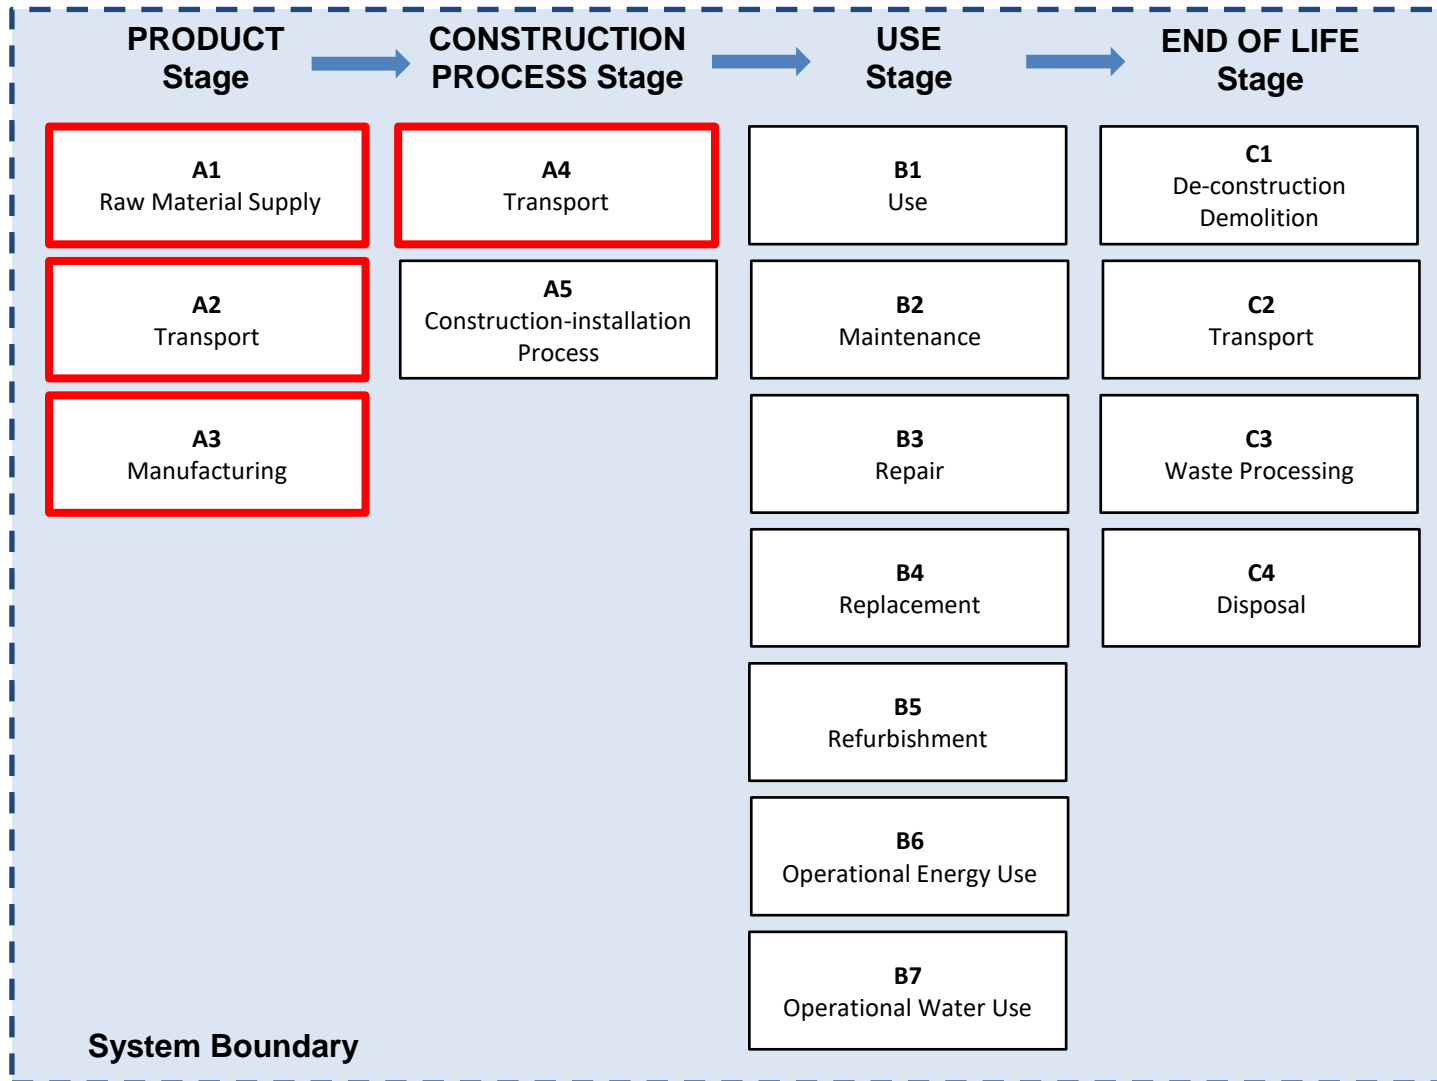 PRODUCT
Stage
CONSTRUCTION
PROCESS Stage
USE
Stage
END OF LIFE
Stage
A1
Raw Material Supply
A2
Transport
A3
Manufacturing
A4
Transport
A5
Construction-installation
Process
B1
Use
B2
Maintenance
B3
Repair
B4
Replacement
B5
Refurbishment
B6
Operational Energy Use
B7
Operational Water Use
C1
De-construction
Demolition
C2
Transport
C3
Waste Processing
C4
Disposal
System Boundary